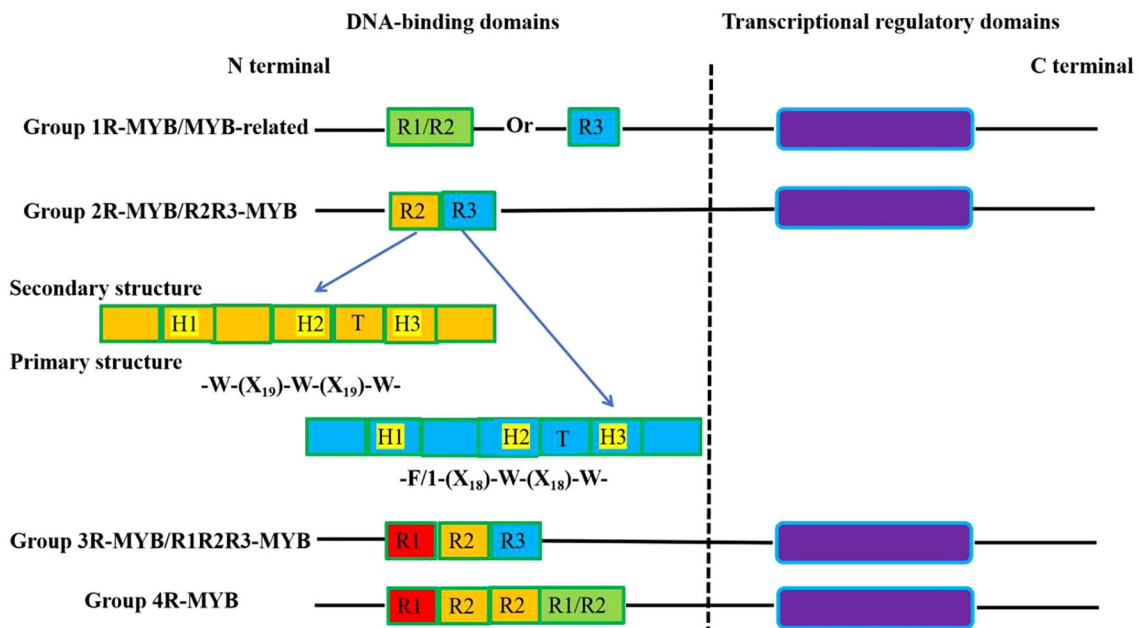 DNA-binding domains Transcriptional regulatory domains
N terminal C terminal
Group 1R-MYB/MYB-related R1/R2 Or R3
Group 2R-MYB/R2R3-MYB R2 R3
Secondary structure
H1 H2 T H3
Primary structure
-W-(X₁₉)-W-(X₁₉)-W-
H1 H2 T H3
-F/1-(X₁₈)-W-(X₁₈)-W-
Group 3R-MYB/R1R2R3-MYB R1 R2 R3
Group 4R-MYB R1 R2 R2 R1/R2